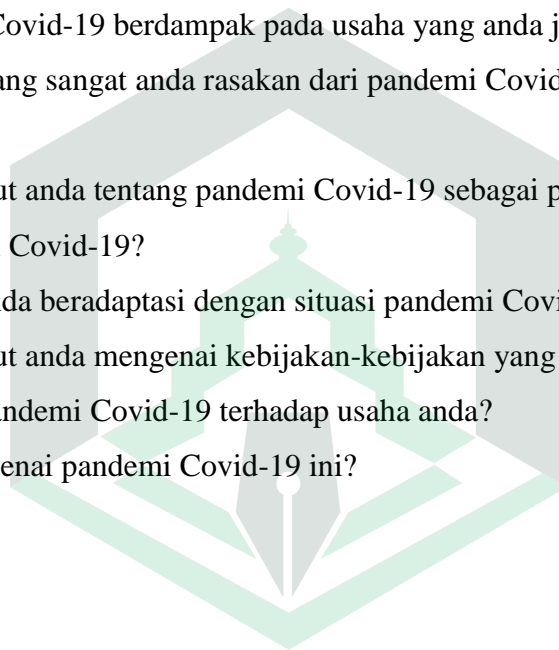 Covid-19 berdampak pada usaha yang anda j
ang sangat anda rasakan dari pandemi Covid
ut anda tentang pandemi Covid-19 sebagai p
Covid-19?
da beradaptasi dengan situasi pandemi Covi
ut anda mengenai kebijakan-kebijakan yang
andemi Covid-19 terhadap usaha anda?
enai pandemi Covid-19 ini?